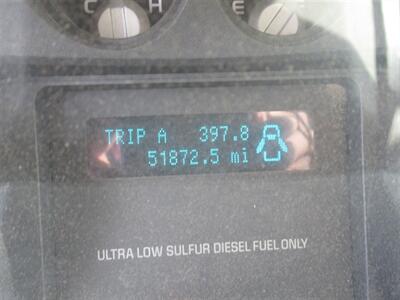 C H E
TRIP A 397.8
51872.5 mi
ULTRA LOW SULFUR DIESEL FUEL ONLY